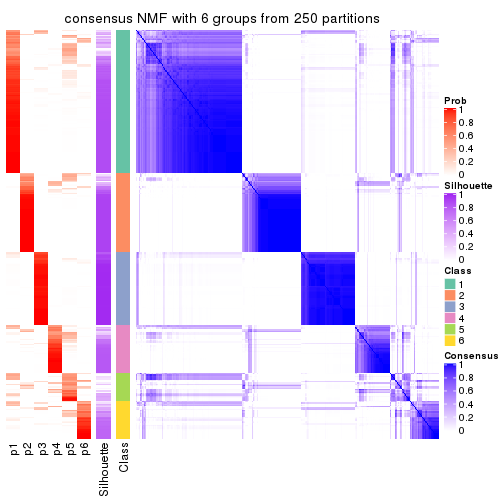 consensus NMF with 6 groups from 250 partitions
Prob
1
0.8
0.6
0.4
0.2
0
Silhouette
1
0.8
0.6
0.4
0.2
0
Class
1
2
3
4
5
6
Consensus
1
0.8
0.6
0.4
0.2
0
p1
p2
p3
p4
p5
p6
Silhouette
Class